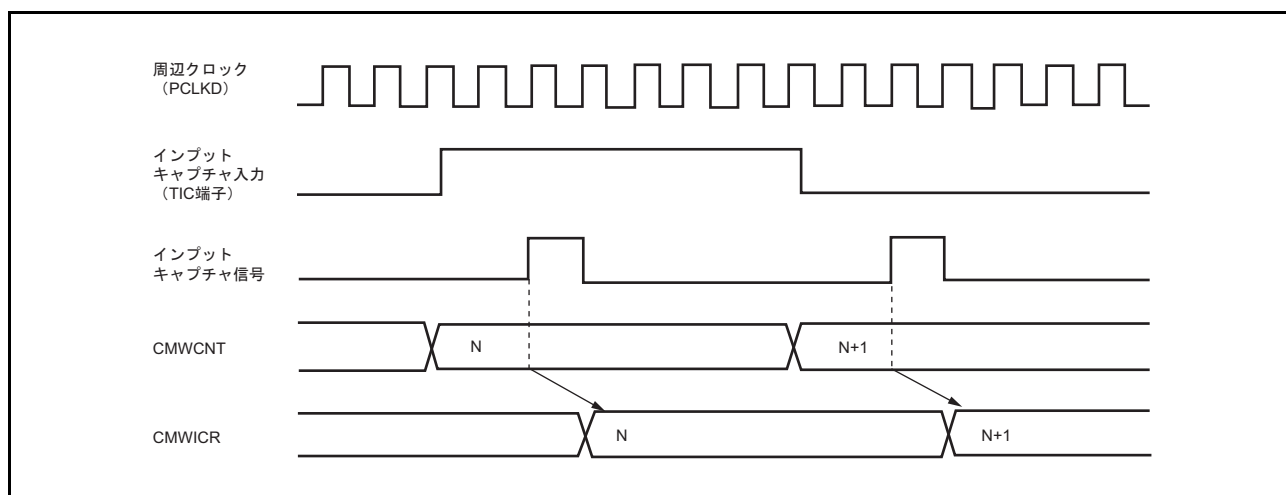 周辺クロック
（PCLKD）
インプット
キャプチャ入力
（TIC端子）
インプット
キャプチャ信号
CMWCNT
N
N+1
CMWICR
N
N+1